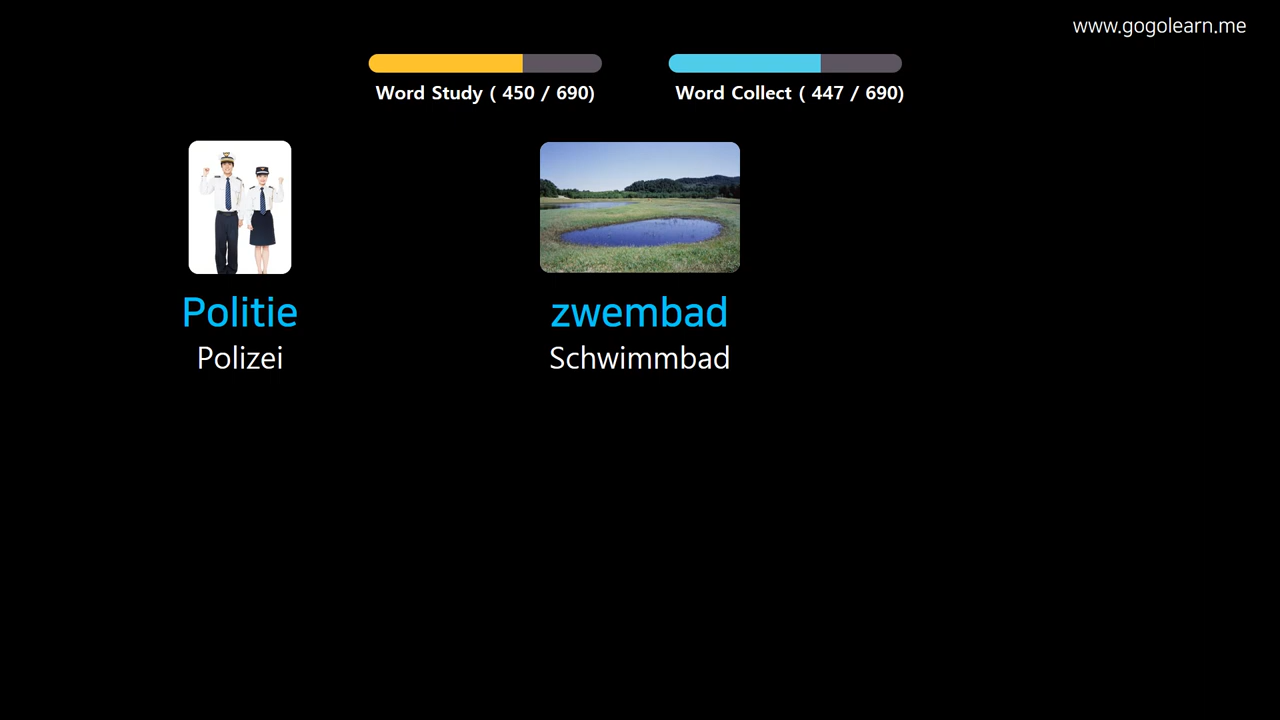 www.gogolearn.me
Word Study ( 450 / 690)
Word Collect ( 447 / 690)
Politie
Polizei
zwembad
Schwimmbad